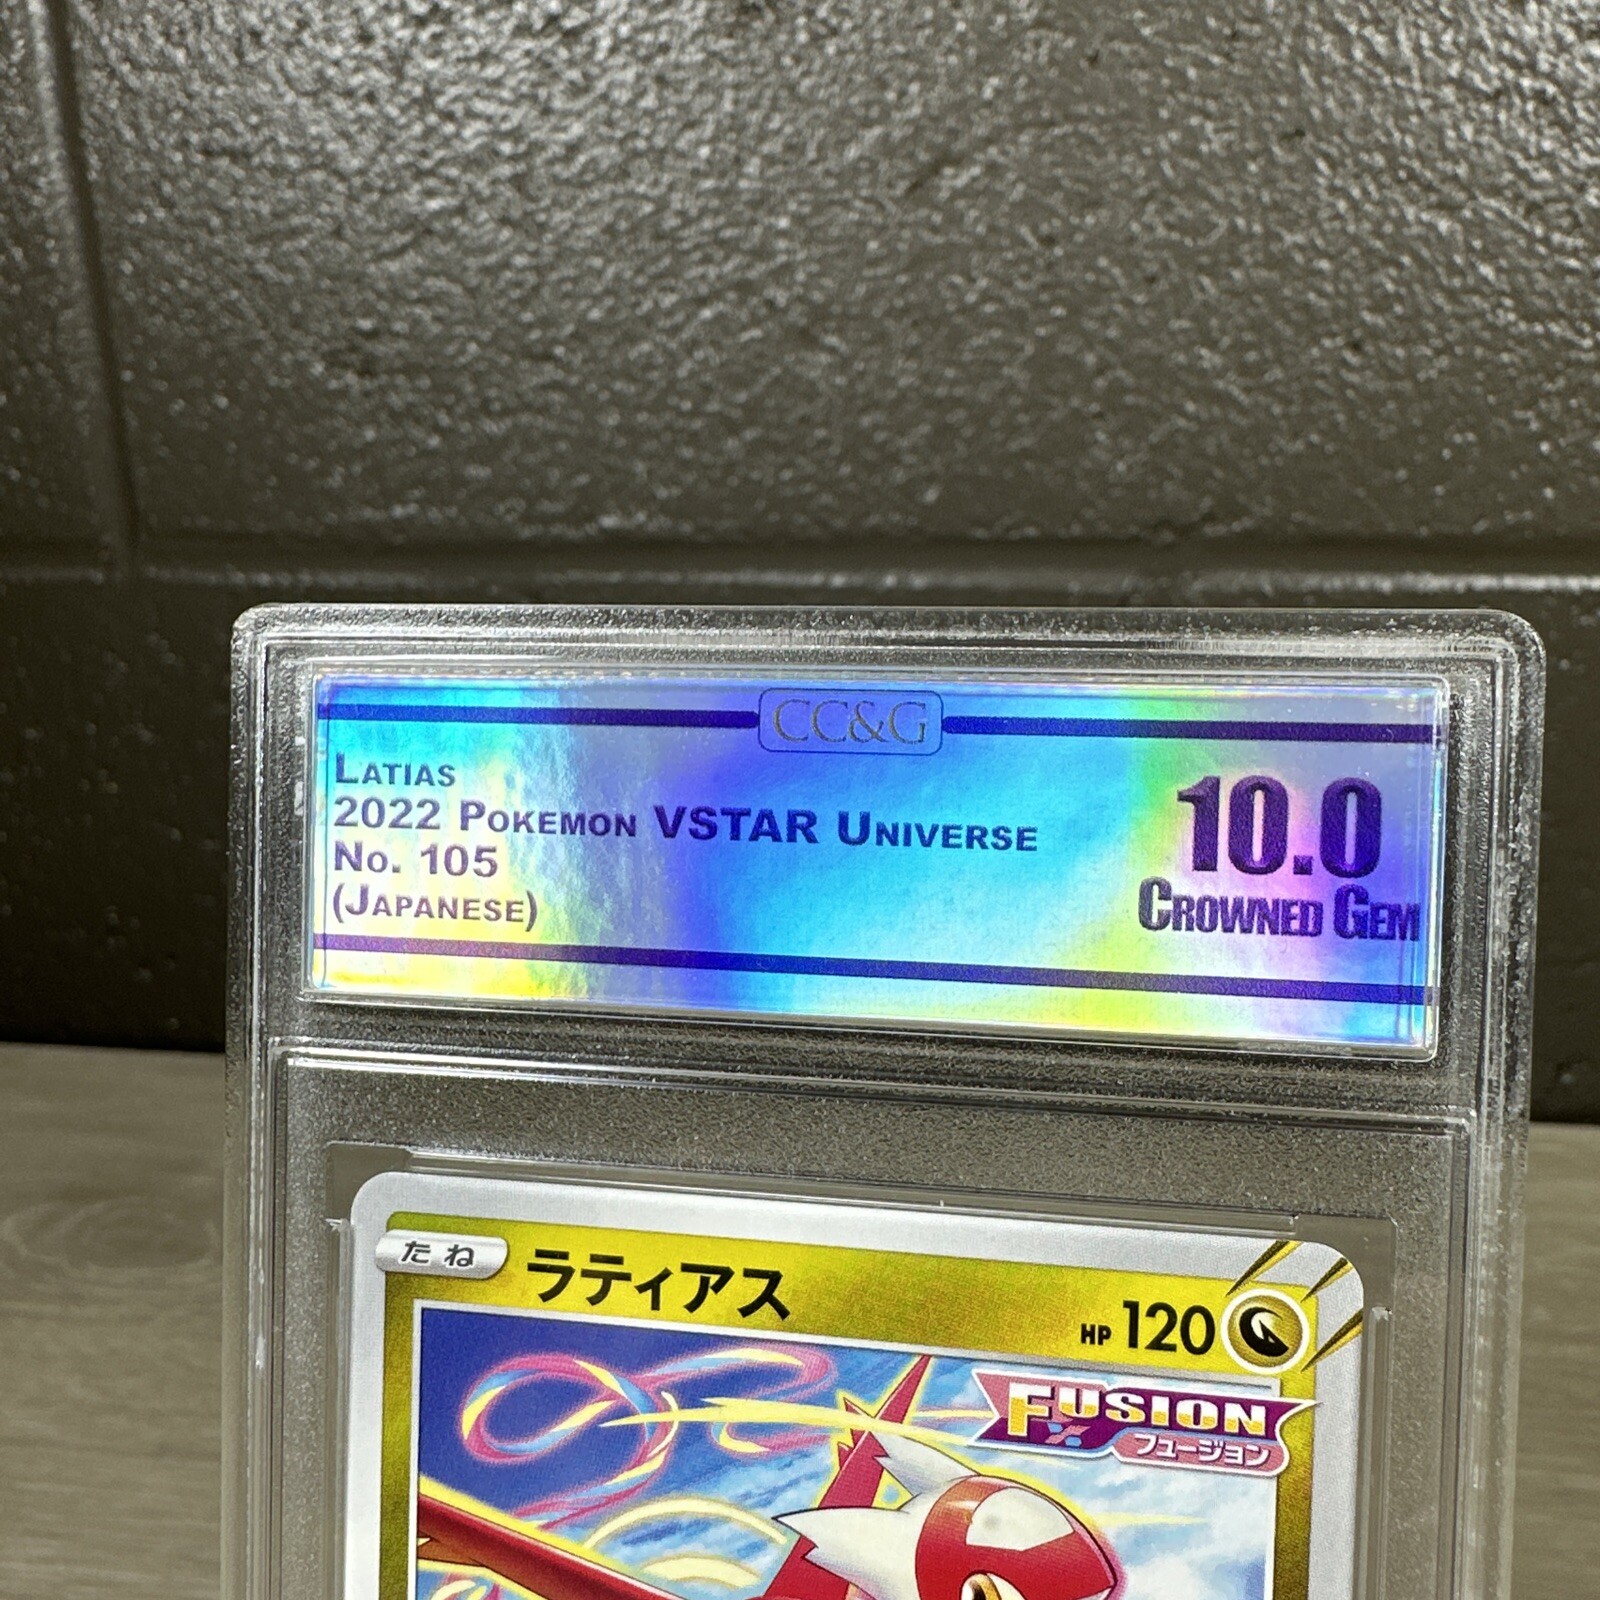 CC&G
LATIAS
2022 POKEMON VSTAR UNIVERSE
NO. 105
(JAPANESE)
10.0
CROWNED GEM
たね ラティアス HP 120
FUSION
フュージョン